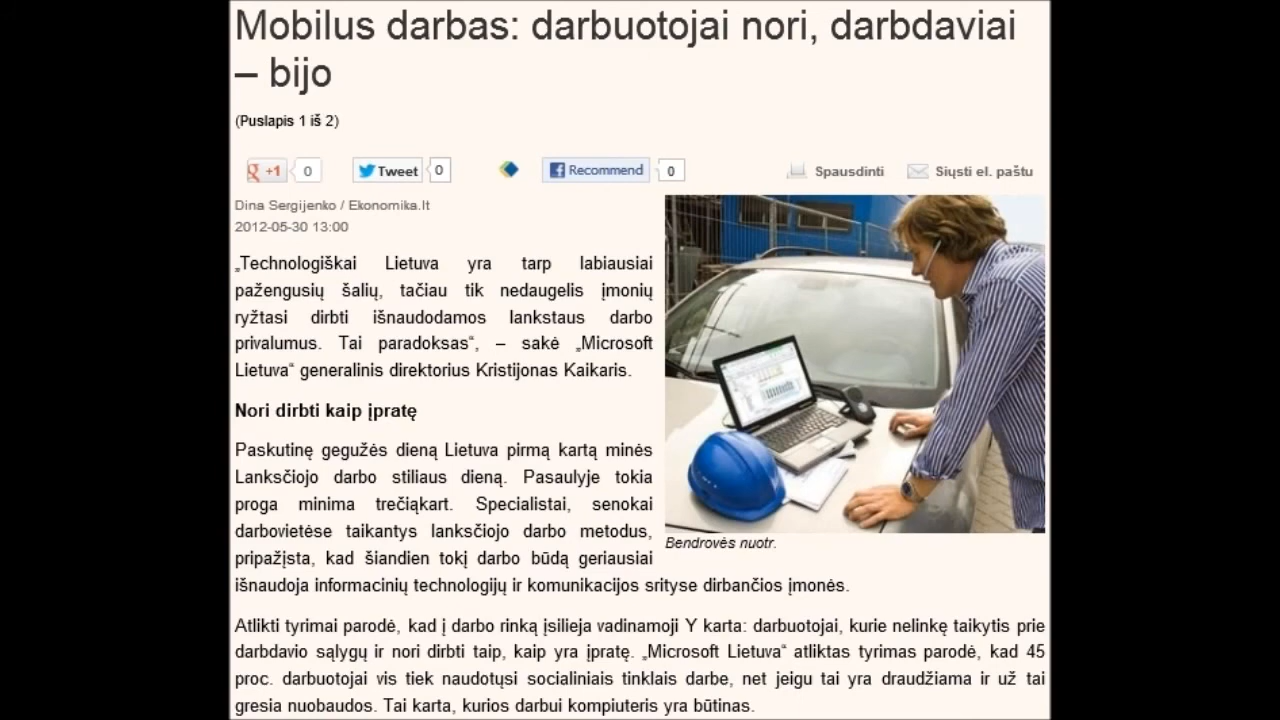 Mobilus darbas: darbuotojai nori, darbdaviai
– bijo
(Puslapis 1 iš 2)
+1 0 Tweet 0 Recommend 0 Spausdinti Siųsti el. paštu
Dina Sergijenko / Ekonomika.lt
2012-05-30 13:00
„Technologiškai Lietuva yra tarp labiausiai
pažengusių šalių, tačiau tik nedaugelis įmonių
ryžtasi dirbti išnaudodamos lankstaus darbo
privalumus. Tai paradoksas“, – sakė „Microsoft
Lietuva“ generalinis direktorius Kristijonas Kaikaris.
Nori dirbti kaip įpratę
Paskutinę gegužės dieną Lietuva pirmą kartą minės
Lanksčiojo darbo stiliaus dieną. Pasaulyje tokia
proga minima trečiąkart. Specialistai, senokai
darbovietėse taikantys lanksčiojo darbo metodus,
pripažįsta, kad šiandien tokį darbo būdą geriausiai
išnaudoja informacinių technologijų ir komunikacijos srityse dirbančios įmonės.
Bendrovės nuotr.
Atlikti tyrimai parodė, kad į darbo rinką įsilieja vadinamoji Y karta: darbuotojai, kurie nelinkę taikytis prie
darbdavio sąlygų ir nori dirbti taip, kaip yra įpratę. „Microsoft Lietuva“ atliktas tyrimas parodė, kad 45
proc. darbuotojai vis tiek naudotųsi socialiniais tinklais darbe, net jeigu tai yra draudžiama ir už tai
gresia nuobaudos. Tai karta, kurios darbui kompiuteris yra būtinas.